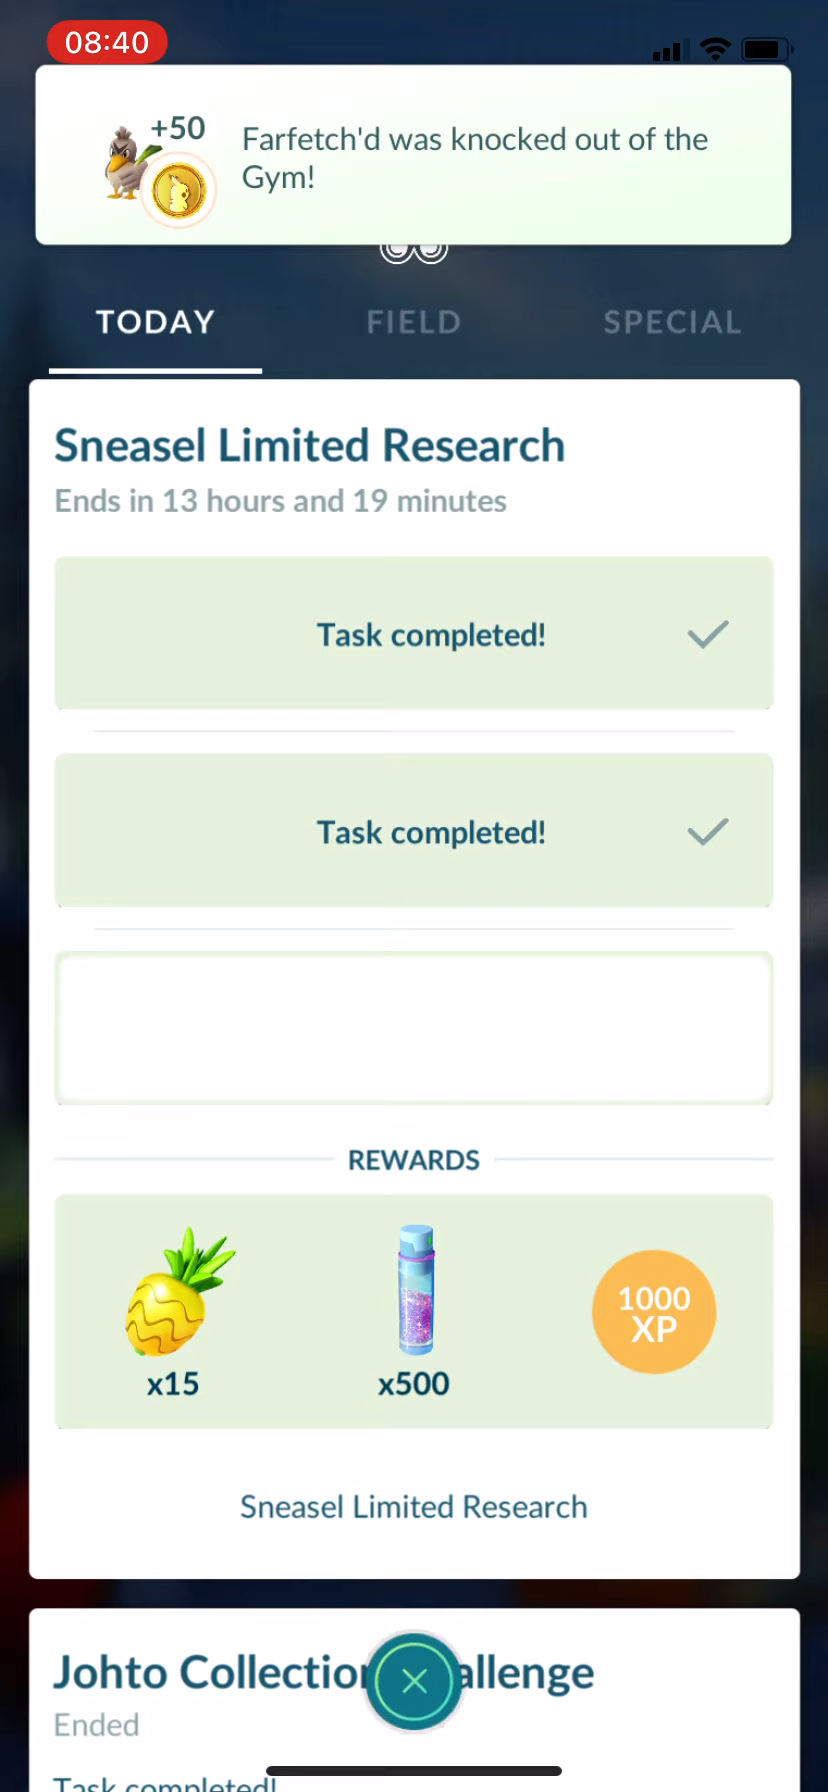 08:40
+50
Farfetch'd was knocked out of the
Gym!
TODAY
FIELD
SPECIAL
Sneasel Limited Research
Ends in 13 hours and 19 minutes
Task completed!
Task completed!
REWARDS
1000
XP
x15
x500
Sneasel Limited Research
Johto Collection allenge
Ended
Task completed!